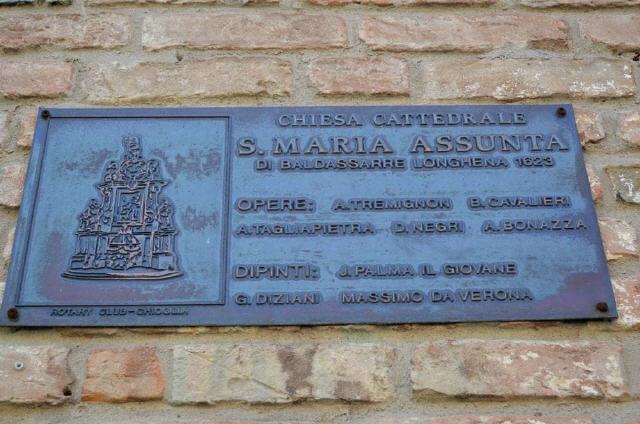 CHIESA CATTEDRALE
S. MARIA ASSUNTA
DI BALDASSARRE LONGHENA 1623
OPERE: A.TREMIGNON B.CAVALIERI
A.TAGLIAPIETRA D.NEGRI A.BONAZZA
DIPINTI: J.PALMA IL GIOVANE
G.DIZIANI MASSIMO DA VERONA
ROTARY CLUB-CHIOGGIA